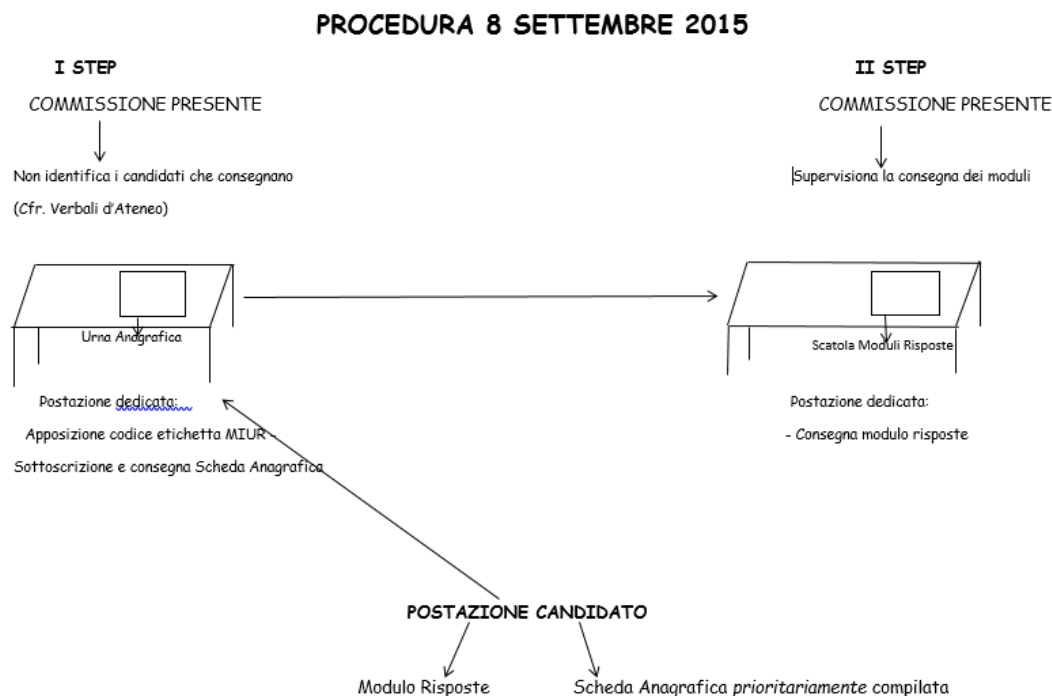 PROCEDURA 8 SETTEMBRE 2015
I STEP
COMMISSIONE PRESENTE
Non identifica i candidati che consegnano
(Cfr. Verbali d'Ateneo)
Urna Anagrafica
Postazione dedicata:
Apposizione codice etichetta MIUR -
Sottoscrizione e consegna Scheda Anagrafica
II STEP
COMMISSIONE PRESENTE
Supervisiona la consegna dei moduli
Scatola Moduli Risposte
Postazione dedicata:
- Consegna modulo risposte
POSTAZIONE CANDIDATO
Modulo Risposte
Scheda Anagrafica prioritariamente compilata